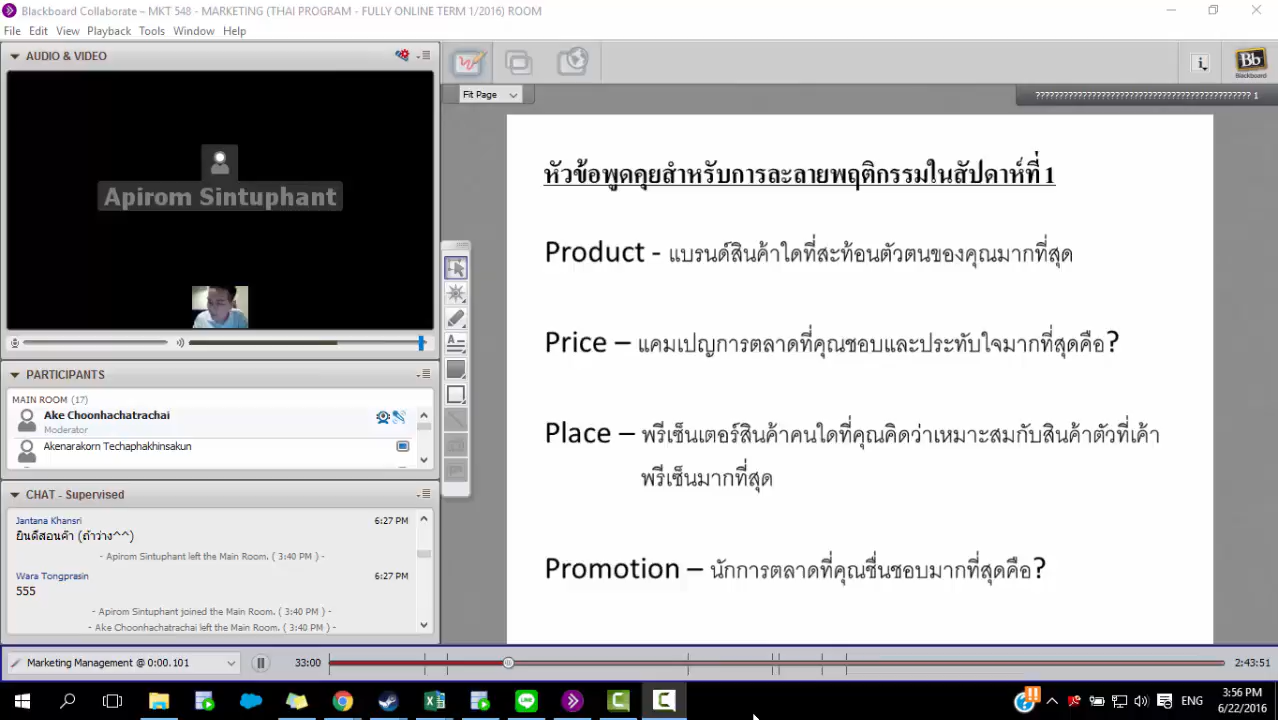 Blackboard Collaborate – MKT 548 - MARKETING (THAI PROGRAM - FULLY ONLINE TERM 1/2016) ROOM
File Edit View Playback Tools Window Help
AUDIO & VIDEO
Apirom Sintuphant
PARTICIPANTS
MAIN ROOM (17)
Ake Choonhachatrachai
Moderator
Akenarakorn Techaphakhinsakun
CHAT - Supervised
Jantana Khansri 6:27 PM
ยินดีสอนค้า (ถ้าว่าง^^)
- Apirom Sintuphant left the Main Room. ( 3:40 PM ) -
Wara Tongprasin 6:27 PM
555
- Apirom Sintuphant joined the Main Room. ( 3:40 PM ) -
- Ake Choonhachatrachai left the Main Room. ( 3:40 PM ) -
Fit Page
Bb
Blackboard
????????????????????????????????????????????? 1
หัวข้อพูดคุยสำหรับการละลายพฤติกรรมในสัปดาห์ที่ 1
Product - แบรนด์สินค้าใดที่สะท้อนตัวตนของคุณมากที่สุด
Price – แคมเปญการตลาดที่คุณชอบและประทับใจมากที่สุดคือ?
Place – พรีเซ็นเตอร์สินค้าคนใดที่คุณคิดว่าเหมาะสมกับสินค้าตัวที่เค้า
พรีเซ็นมากที่สุด
Promotion – นักการตลาดที่คุณชื่นชอบมากที่สุดคือ?
Marketing Management @ 0:00.101
33:00
2:43:51
ENG
3:56 PM
6/22/2016